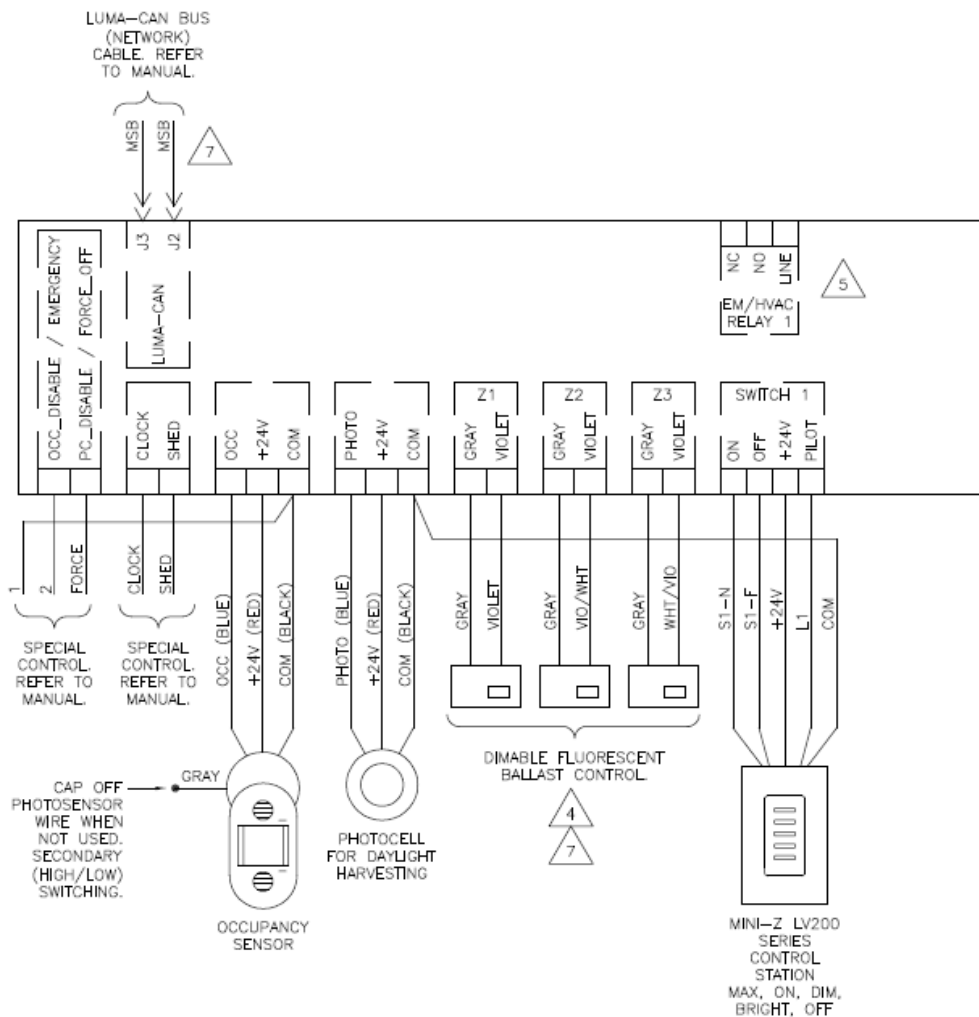 LUMA-CAN BUS
(NETWORK)
CABLE. REFER
TO MANUAL.
MSB
MSB
7
OCC_DISABLE / EMERGENCY
PC_DISABLE / FORCE_OFF
J3
J2
LUMA-CAN
NC
NO
LINE
EM/HVAC
RELAY 1
5
CLOCK
SHED
OCC
+24V
COM
PHOTO
+24V
COM
Z1
GRAY
VIOLET
Z2
GRAY
VIOLET
Z3
GRAY
VIOLET
SWITCH 1
ON
OFF
+24V
PILOT
1
2
FORCE
CLOCK
SHED
OCC (BLUE)
+24V (RED)
COM (BLACK)
PHOTO (BLUE)
+24V (RED)
COM (BLACK)
GRAY
VIOLET
GRAY
VIO/WHT
GRAY
WHT/VIO
S1-N
S1-F
+24V
L1
COM
SPECIAL
CONTROL.
REFER TO
MANUAL.
SPECIAL
CONTROL.
REFER TO
MANUAL.
DIMABLE FLUORESCENT
BALLAST CONTROL.
4
7
CAP OFF
PHOTOSENSOR
WIRE WHEN
NOT USED.
SECONDARY
(HIGH/LOW)
SWITCHING.
GRAY
OCCUPANCY
SENSOR
PHOTOCELL
FOR DAYLIGHT
HARVESTING
MINI-Z LV200
SERIES
CONTROL
STATION
MAX, ON, DIM,
BRIGHT, OFF